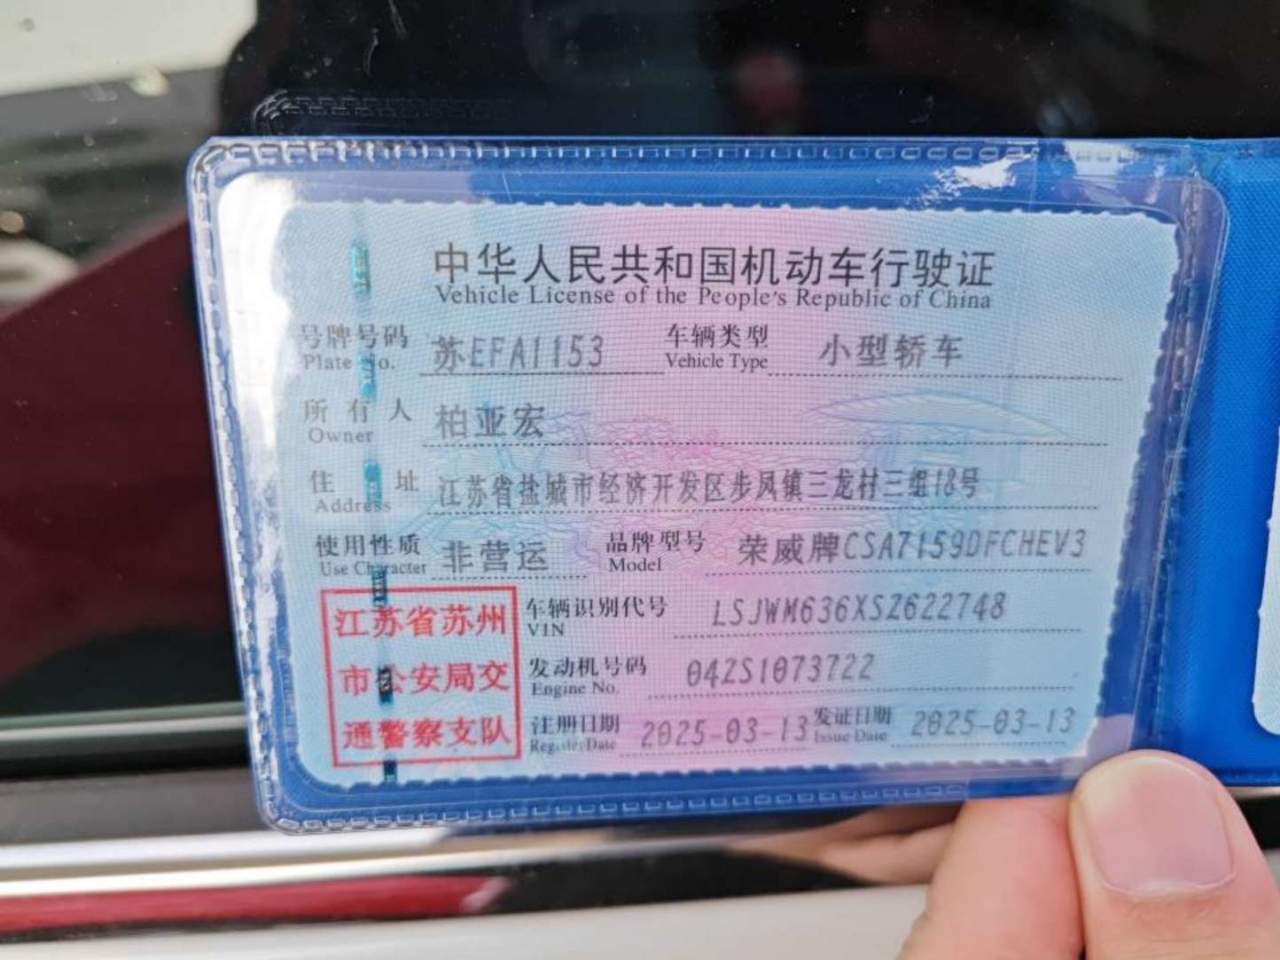 中华人民共和国机动车行驶证
Vehicle License of the People's Republic of China
号牌号码 苏EFA1153 车辆类型 小型轿车
Plate No. Vehicle Type
所有人 柏亚宏
Owner
住址 江苏省盐城市经济开发区步凤镇三龙村三组18号
Address
使用性质 非营运 品牌型号 荣威牌CSA7159DFCHEV3
Use Character Model
江苏省苏州
市公安局交
通警察支队
车辆识别代号 LSJWM636XSZ622748
VIN
发动机号码 04ZS1073722
Engine No.
注册日期 2025-03-13 发证日期 2025-03-13
Register Date Issue Date